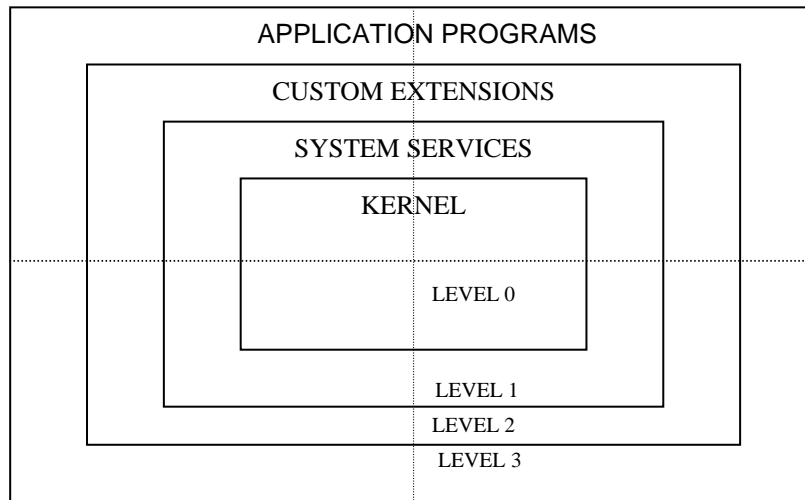 APPLICATION PROGRAMS
CUSTOM EXTENSIONS
SYSTEM SERVICES
KERNEL
LEVEL 0
LEVEL 1
LEVEL 2
LEVEL 3